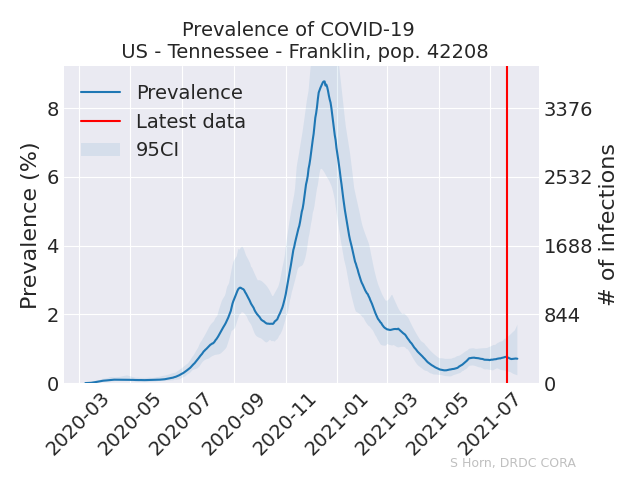 Prevalence of COVID-19
US - Tennessee - Franklin, pop. 42208
Prevalence
Latest data
95CI
Prevalence (%)
8
6
4
2
0
3376
2532
1688
844
0
# of infections
2020-03
2020-05
2020-07
2020-09
2020-11
2021-01
2021-03
2021-05
2021-07
S Horn, DRDC CORA